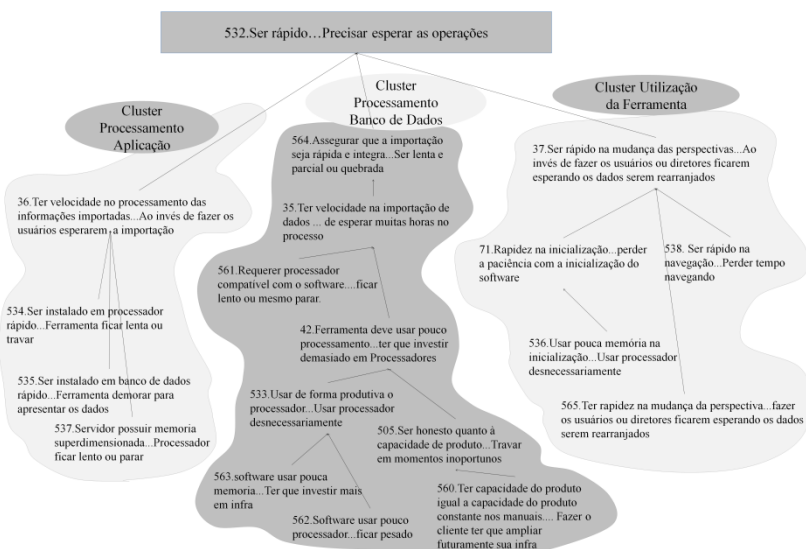 532.Ser rápido…Precisar esperar as operações
Cluster
Processamento
Aplicação
36.Ter velocidade no processamento das
informações importadas...Ao invés de fazer os
usuários esperarem a importação
534.Ser instalado em processador
rápido...Ferramenta ficar lenta ou
travar
535.Ser instalado em banco de dados
rápido...Ferramenta demorar para
apresentar os dados
537.Servidor possuir memoria
superdimensionada...Processador
ficar lento ou parar
Cluster
Processamento
Banco de Dados
564.Assegurar que a importação
seja rápida e integra...Ser lenta e
parcial ou quebrada
35.Ter velocidade na importação de
dados ... de esperar muitas horas no
processo
561.Requerer processador
compatível com o software....ficar
lento ou mesmo parar.
42.Ferramenta deve usar pouco
processamento...ter que investir
demasiado em Processadores
533.Usar de forma produtiva o
processador...Usar processador
desnecessariamente
505.Ser honesto quanto à
capacidade de produto...Travar
em momentos inoportunos
563.software usar pouca
memoria...Ter que investir mais
em infra
562.Software usar pouco
processador...ficar pesado
560.Ter capacidade do produto
igual a capacidade do produto
constante nos manuais.... Fazer o
cliente ter que ampliar
futuramente sua infra
Cluster Utilização
da Ferramenta
37.Ser rápido na mudança das perspectivas...Ao
invés de fazer os usuários ou diretores ficarem
esperando os dados serem rearranjados
71.Rapidez na inicialização...perder
a paciência com a inicialização do
software
538. Ser rápido na
navegação...Perder tempo
navegando
536.Usar pouca memória na
inicialização...Usar processador
desnecessariamente
565.Ter rapidez na mudança da perspectiva...fazer
os usuários ou diretores ficarem esperando os dados
serem rearranjados